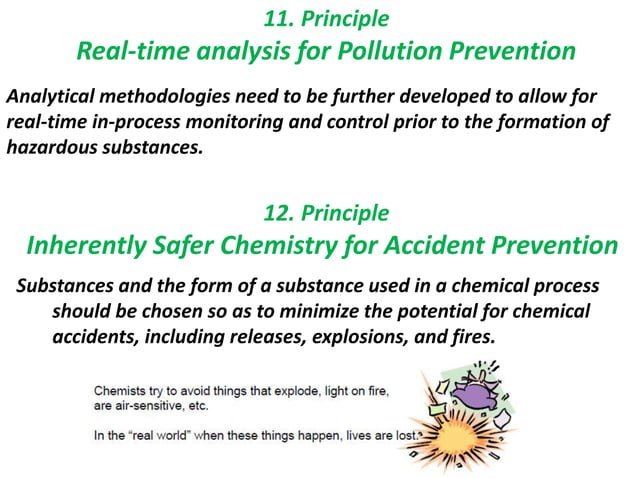 11. Principle
Real-time analysis for Pollution Prevention
Analytical methodologies need to be further developed to allow for
real-time in-process monitoring and control prior to the formation of
hazardous substances.
12. Principle
Inherently Safer Chemistry for Accident Prevention
Substances and the form of a substance used in a chemical process
should be chosen so as to minimize the potential for chemical
accidents, including releases, explosions, and fires.
Chemists try to avoid things that explode, light on fire,
are air-sensitive, etc.
In the “real world” when these things happen, lives are lost.